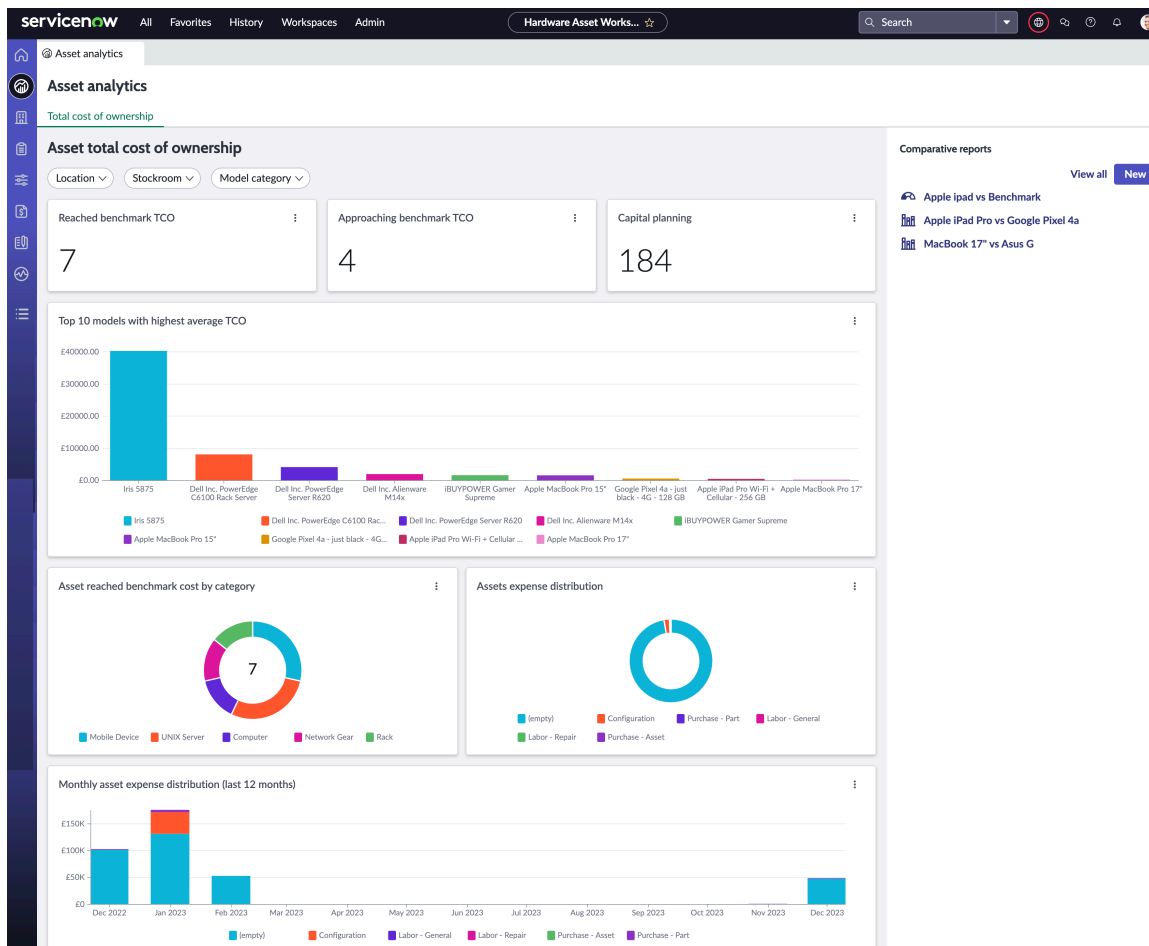 servicenow All Favorites History Workspaces Admin Hardware Asset Works... Search
Asset analytics
Asset analytics
Total cost of ownership
Asset total cost of ownership
Location Stockroom Model category
Reached benchmark TCO
7
Approaching benchmark TCO
4
Capital planning
184
Top 10 models with highest average TCO
£40000.00
£30000.00
£20000.00
£10000.00
£0.00
Iris 5875
Dell Inc. PowerEdge
C6100 Rack Server
Dell Inc. PowerEdge
Server R620
Dell Inc. Alienware
M14x
iBUYPOWER Gamer
Supreme
Apple MacBook Pro 15"
Google Pixel 4a - just
black - 4G - 128 GB
Apple iPad Pro Wi-Fi +
Cellular - 256 GB
Apple MacBook Pro 17"
Iris 5875 Dell Inc. PowerEdge C6100 Rac... Dell Inc. PowerEdge Server R620 Dell Inc. Alienware M14x iBUYPOWER Gamer Supreme
Apple MacBook Pro 15" Google Pixel 4a - just black - 4G... Apple iPad Pro Wi-Fi + Cellular ... Apple MacBook Pro 17"
Asset reached benchmark cost by category
7
Mobile Device UNIX Server Computer Network Gear Rack
Assets expense distribution
(empty) Configuration Purchase - Part Labor - General
Labor - Repair Purchase - Asset
Monthly asset expense distribution (last 12 months)
£150K
£100K
£50K
£0
Dec 2022 Jan 2023 Feb 2023 Mar 2023 Apr 2023 May 2023 Jun 2023 Jul 2023 Aug 2023 Sep 2023 Oct 2023 Nov 2023 Dec 2023
(empty) Configuration Labor - General Labor - Repair Purchase - Asset Purchase - Part
Comparative reports
View all New
Apple ipad vs Benchmark
Apple iPad Pro vs Google Pixel 4a
MacBook 17" vs Asus G